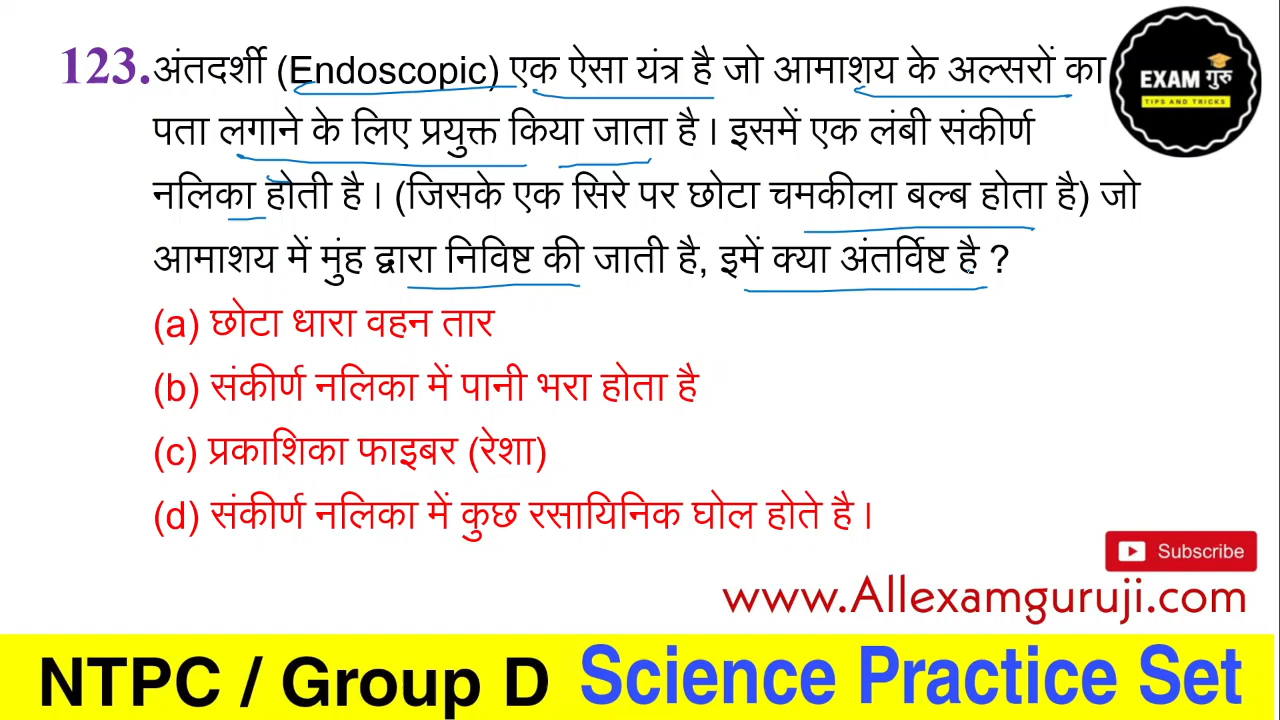 123. अंतदर्शी (Endoscopic) एक ऐसा यंत्र है जो आमाशय के अल्सरों का
पता लगाने के लिए प्रयुक्त किया जाता है। इसमें एक लंबी संकीर्ण
नलिका होती है। (जिसके एक सिरे पर छोटा चमकीला बल्ब होता है) जो
आमाशय में मुंह द्वारा निविष्ट की जाती है, इमें क्या अंतर्विष्ट है ?
(a) छोटा धारा वहन तार
(b) संकीर्ण नलिका में पानी भरा होता है
(c) प्रकाशिका फाइबर (रेशा)
(d) संकीर्ण नलिका में कुछ रसायिनिक घोल होते है।
EXAM गुरु
TIPS AND TRICKS
Subscribe
www.Allexamguruji.com
NTPC / Group D Science Practice Set